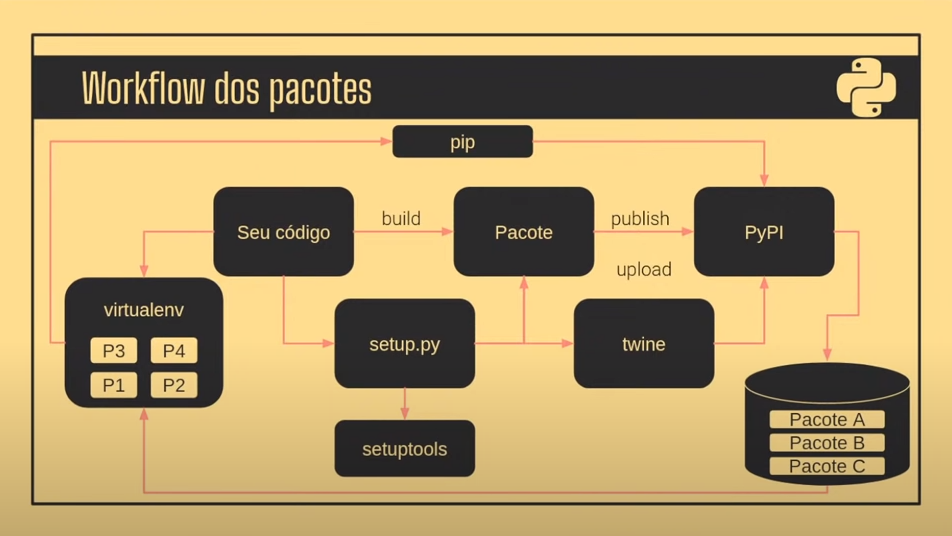 Workflow dos pacotes
pip
Seu código
build
Pacote
publish
PyPI
upload
virtualenv
P3 P4
P1 P2
setup.py
twine
setuptools
Pacote A
Pacote B
Pacote C